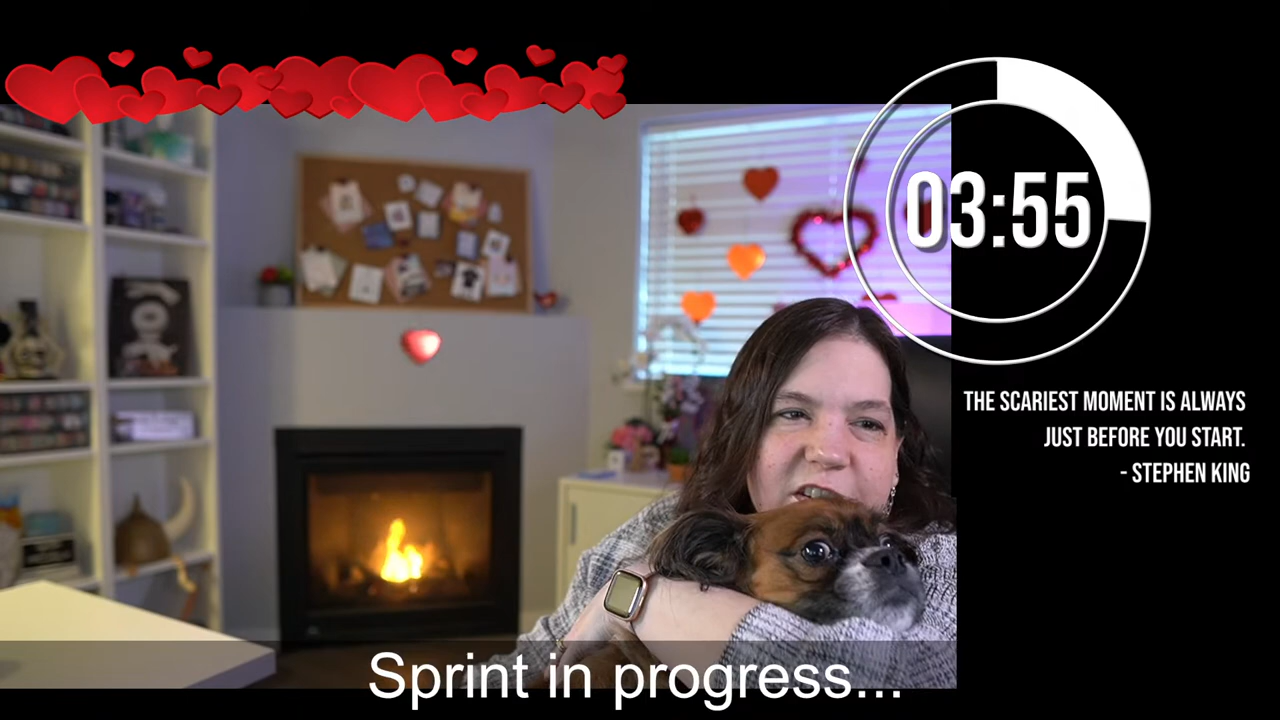 03:55
THE SCARIEST MOMENT IS ALWAYS
JUST BEFORE YOU START.
- STEPHEN KING
Sprint in progress...